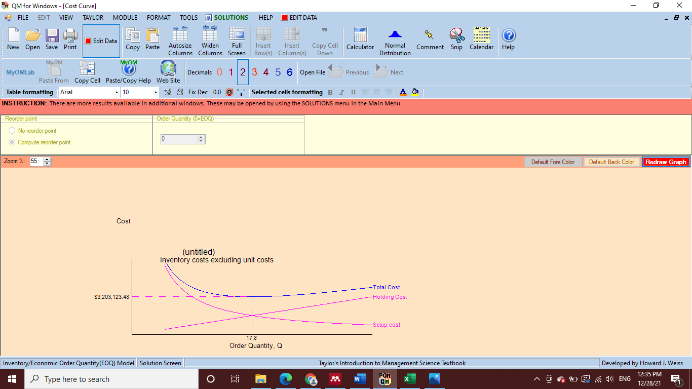 QM for Windows - [Cost Curve]
FILE EDIT VIEW TAYLOR MODULE FORMAT TOOLS SOLUTIONS HELP EDIT DATA
New Open Save Print Edit Data Copy Paste Autosize Columns Widen Columns Full Screen Insert Row(s) Insert Column(s) Copy Cell Down Calculator Normal Distribution Comment Snip Calendar Help
MyOMLab Paste From Copy Cell Paste/Copy Help Web Site Decimals 0 1 2 3 4 5 6 Open File Previous Next
Table formatting Arial 10 Fix Dec 0.0 Selected cells formatting B I U A
INSTRUCTION: There are more results available in additional windows. These may be opened by using the SOLUTIONS menu in the Main Menu
Reorder point Order Quantity (0=EOQ)
No reorder point
Compute reorder point 0
Zoom % 55 Default Fore Color Default Back Color Redraw Graph
Cost
(untitled)
Inventory costs excluding unit costs
Total Cost
$3,203,123.48 Holding Cost
Setup cost
17.8
Order Quantity, Q
Inventory/Economic Order Quantity(EOQ) Model Solution Screen Taylor's Introduction to Management Science Textbook Developed by Howard J. Weiss
Type here to search
ENG 12:35 PM
12/28/21